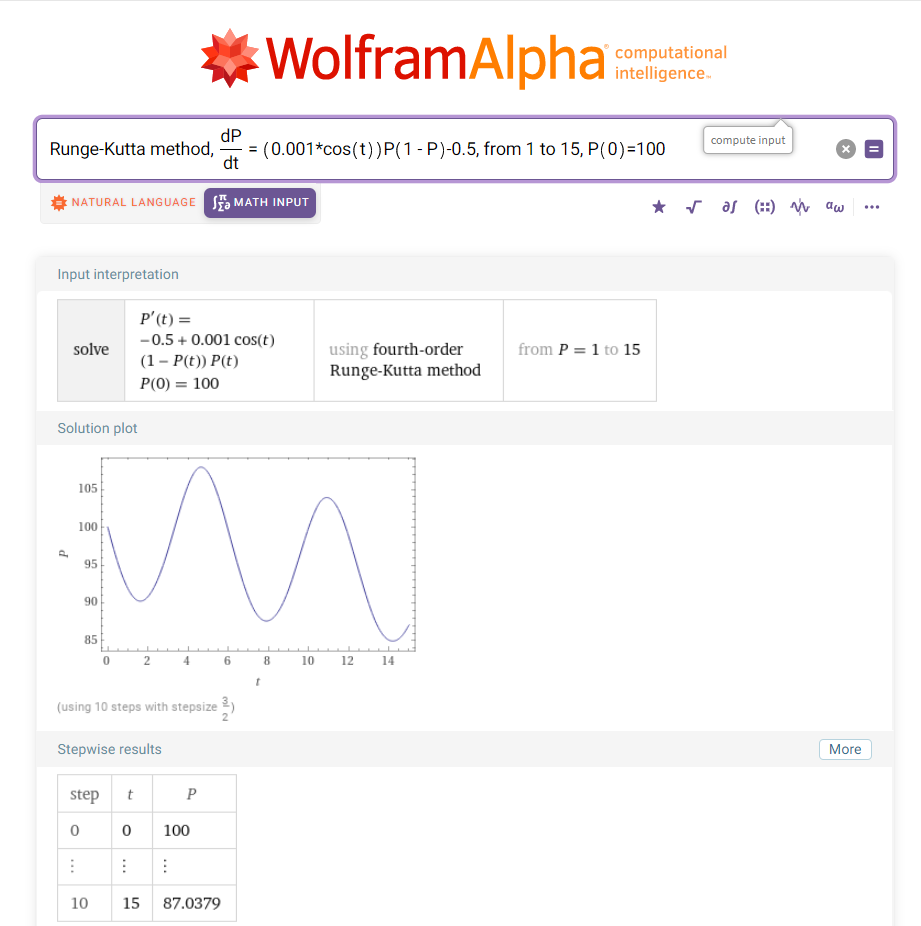 WolframAlpha computational intelligence™
Runge-Kutta method, dP/dt = (0.001*cos(t))P(1 - P)-0.5, from 1 to 15, P(0)=100
compute input
NATURAL LANGUAGE
MATH INPUT
Input interpretation
solve
P′(t) =
−0.5 + 0.001 cos(t)
(1 − P(t)) P(t)
P(0) = 100
using fourth-order
Runge-Kutta method
from P = 1 to 15
Solution plot
105
100
95
90
85
P
0 2 4 6 8 10 12 14
t
(using 10 steps with stepsize 3/2)
Stepwise results
More
step t P
0 0 100
⋮ ⋮ ⋮
10 15 87.0379